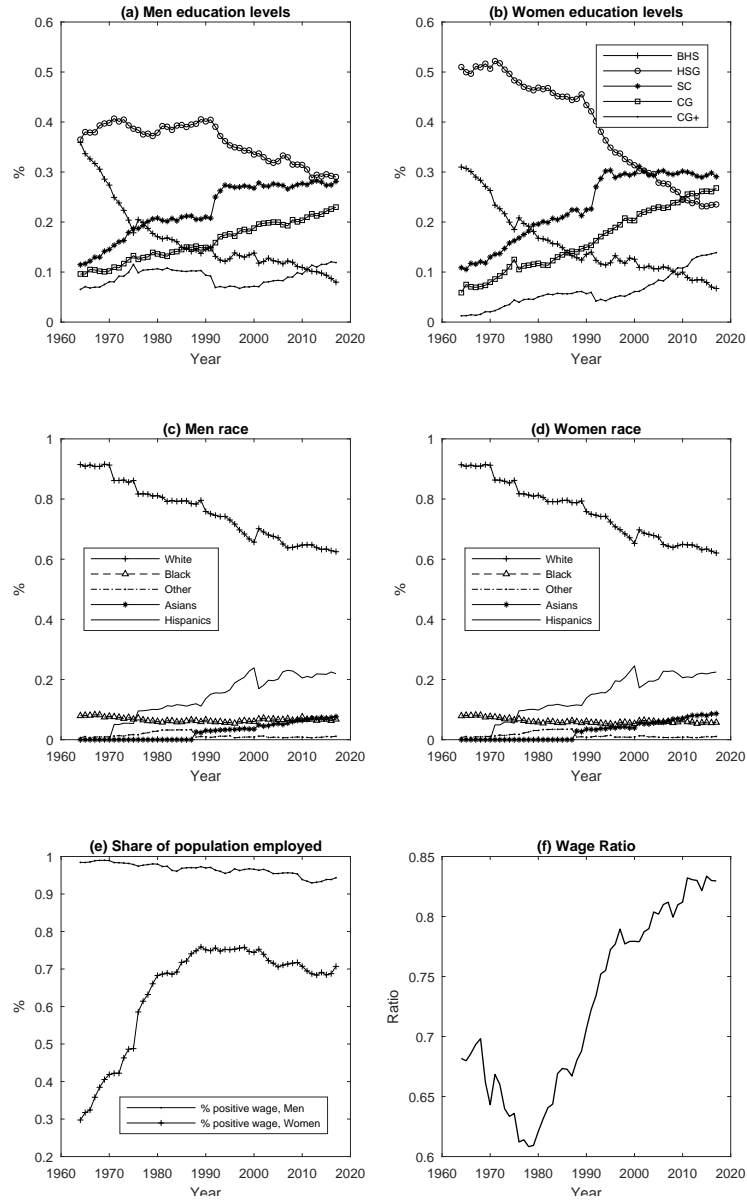 (a) Men education levels
0.6
0.5
0.4
0.3
0.2
0.1
0
%
1960 1970 1980 1990 2000 2010 2020
Year
(b) Women education levels
0.6
0.5
0.4
0.3
0.2
0.1
0
%
BHS
HSG
SC
CG
CG+
1960 1970 1980 1990 2000 2010 2020
Year
(c) Men race
1
0.8
0.6
0.4
0.2
0
%
White
Black
Other
Asians
Hispanics
1960 1970 1980 1990 2000 2010 2020
Year
(d) Women race
1
0.8
0.6
0.4
0.2
0
%
White
Black
Other
Asians
Hispanics
1960 1970 1980 1990 2000 2010 2020
Year
(e) Share of population employed
1
0.9
0.8
0.7
0.6
0.5
0.4
0.3
0.2
%
% positive wage, Men
% positive wage, Women
1960 1970 1980 1990 2000 2010 2020
Year
(f) Wage Ratio
0.85
0.8
0.75
0.7
0.65
0.6
Ratio
1960 1970 1980 1990 2000 2010 2020
Year